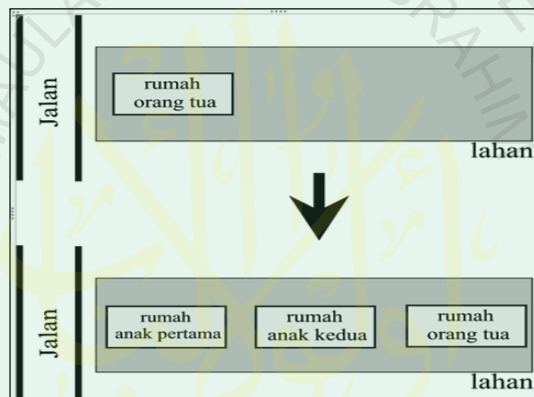 Jalan
rumah
orang tua
lahan
Jalan
rumah
anak pertama
rumah
anak kedua
rumah
orang tua
lahan